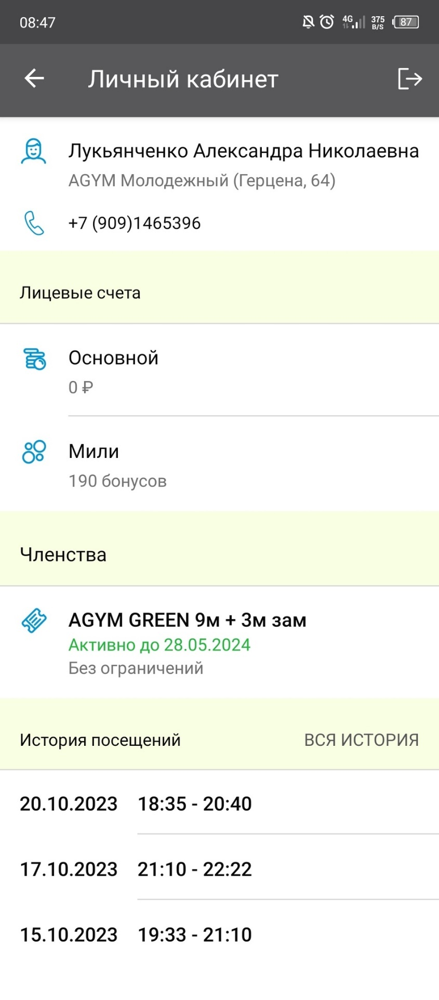 08:47
4G
375
B/S
87
Личный кабинет
Лукьянченко Александра Николаевна
AGYM Молодежный (Герцена, 64)
+7 (909)1465396
Лицевые счета
Основной
0 ₽
Мили
190 бонусов
Членства
AGYM GREEN 9м + 3м зам
Активно до 28.05.2024
Без ограничений
История посещений ВСЯ ИСТОРИЯ
20.10.2023 18:35 - 20:40
17.10.2023 21:10 - 22:22
15.10.2023 19:33 - 21:10